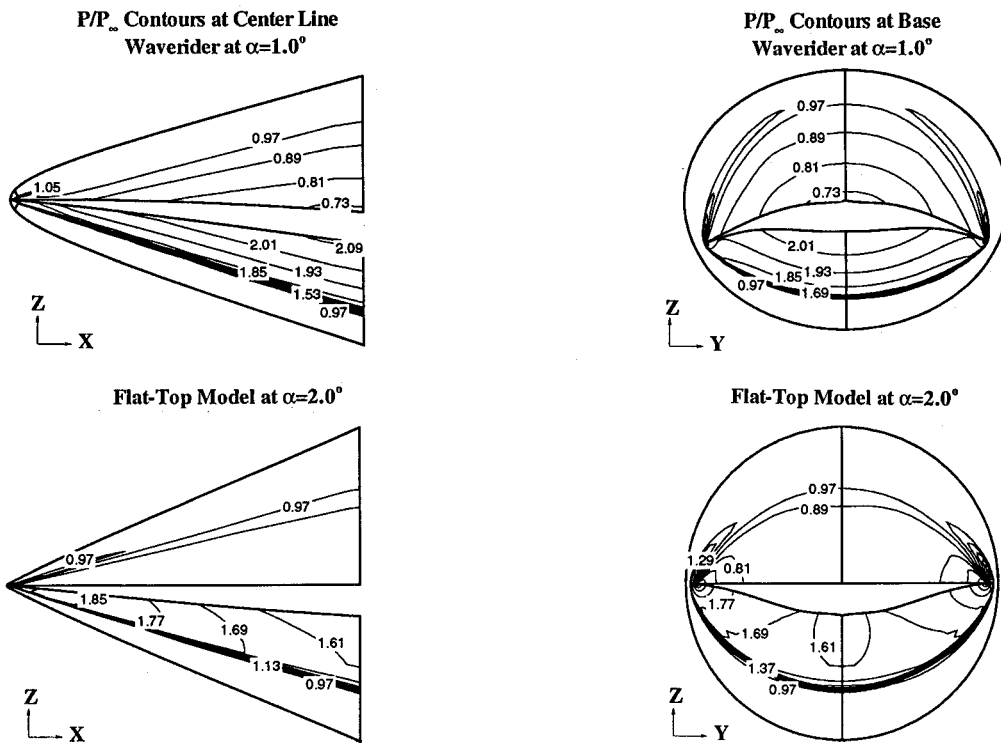 P/P∞ Contours at Center Line
Waverider at α=1.0°
0.97
0.89
1.05
0.81
0.73
2.01
2.09
1.85
1.93
1.53
0.97
Z
X
P/P∞ Contours at Base
Waverider at α=1.0°
0.97
0.89
0.81
0.73
2.01
1.85
1.93
0.97
1.69
Z
Y
Flat-Top Model at α=2.0°
0.97
0.97
1.85
1.77
1.69
1.61
1.13
0.97
Z
X
Flat-Top Model at α=2.0°
0.97
0.89
1.29
0.81
1.77
1.69
1.61
1.37
0.97
Z
Y